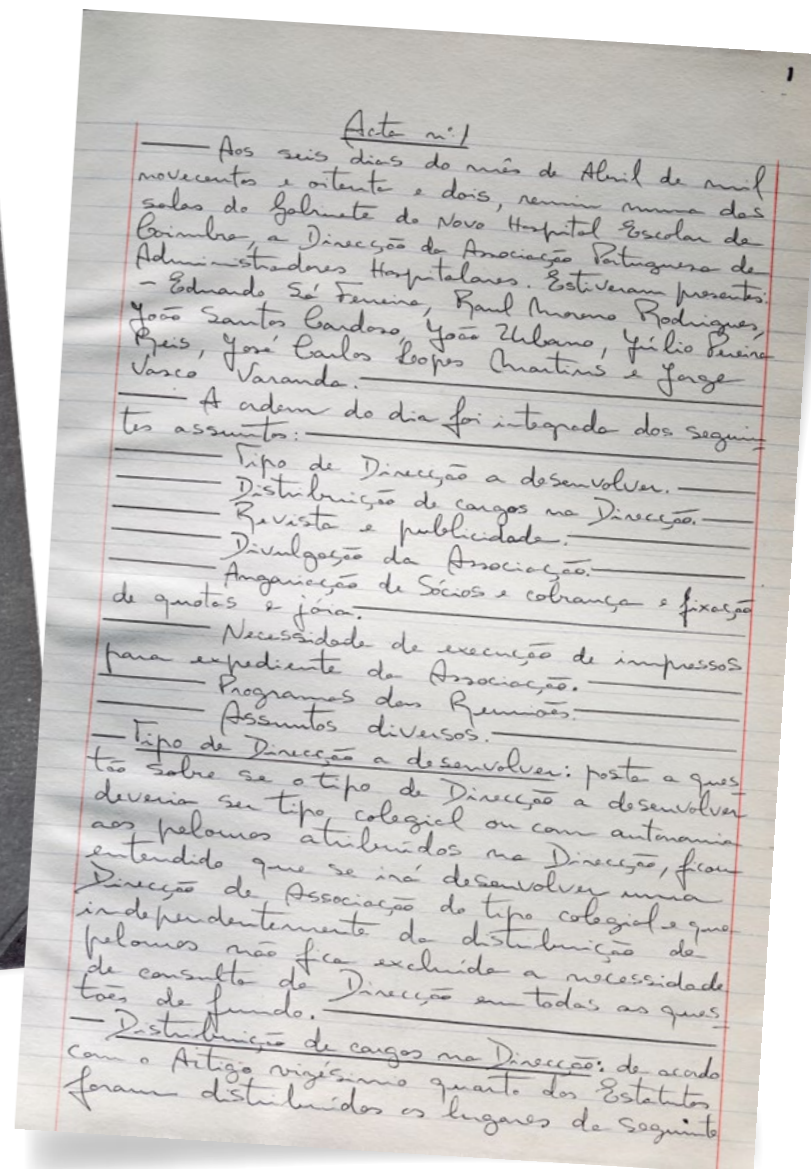 1
Acta nº 1
—— Aos seis dias do mês de Abril de mil
novecentos e oitenta e dois, reuniu numa das
salas do Gabinete do Novo Hospital Escolar de
Coimbra, a Direcção da Associação Portuguesa de
Administradores Hospitalares. Estiveram presentes:
– Eduardo Sá Ferreira, Raul Moreno Rodrigues,
João Santos Cardoso, João Urbano, Júlio Pereira
Reis, José Carlos Lopes Martins e Jorge
Vasco Varanda. ——
—— A ordem do dia foi integrada dos seguin-
tes assuntos: ——
—— Tipo de Direcção a desenvolver. ——
—— Distribuição de cargos na Direcção. ——
—— Revista e publicidade. ——
—— Divulgação da Associação. ——
—— Angariação de Sócios e cobrança e fixação
de quotas e jóia. ——
—— Necessidade de execução de impressos
para expediente da Associação. ——
—— Programas das Reuniões. ——
—— Assuntos diversos. ——
— Tipo de Direcção a desenvolver: posta a ques-
tão sobre se o tipo de Direcção a desenvolver
deveria ser tipo colegial ou com autonomia
aos pelouros atribuídos na Direcção, ficou
entendido que se irá desenvolver uma
Direcção de Associação do tipo colegial e que
independentemente da distribuição de
pelouros não fica excluída a necessidade
de consulta da Direcção em todas as ques-
tões de fundo. ——
— Distribuição de cargos na Direcção: de acordo
com o Artigo vigésimo quarto dos Estatutos
foram distribuídos os lugares da seguinte